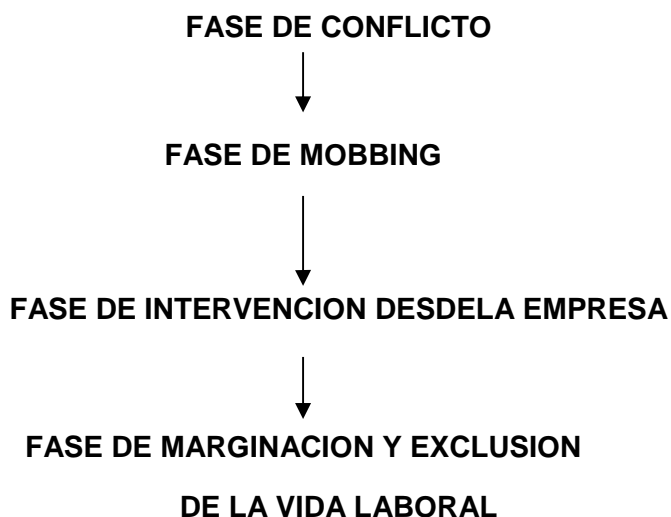 FASE DE CONFLICTO
FASE DE MOBBING
FASE DE INTERVENCION DESDELA EMPRESA
FASE DE MARGINACION Y EXCLUSION
DE LA VIDA LABORAL